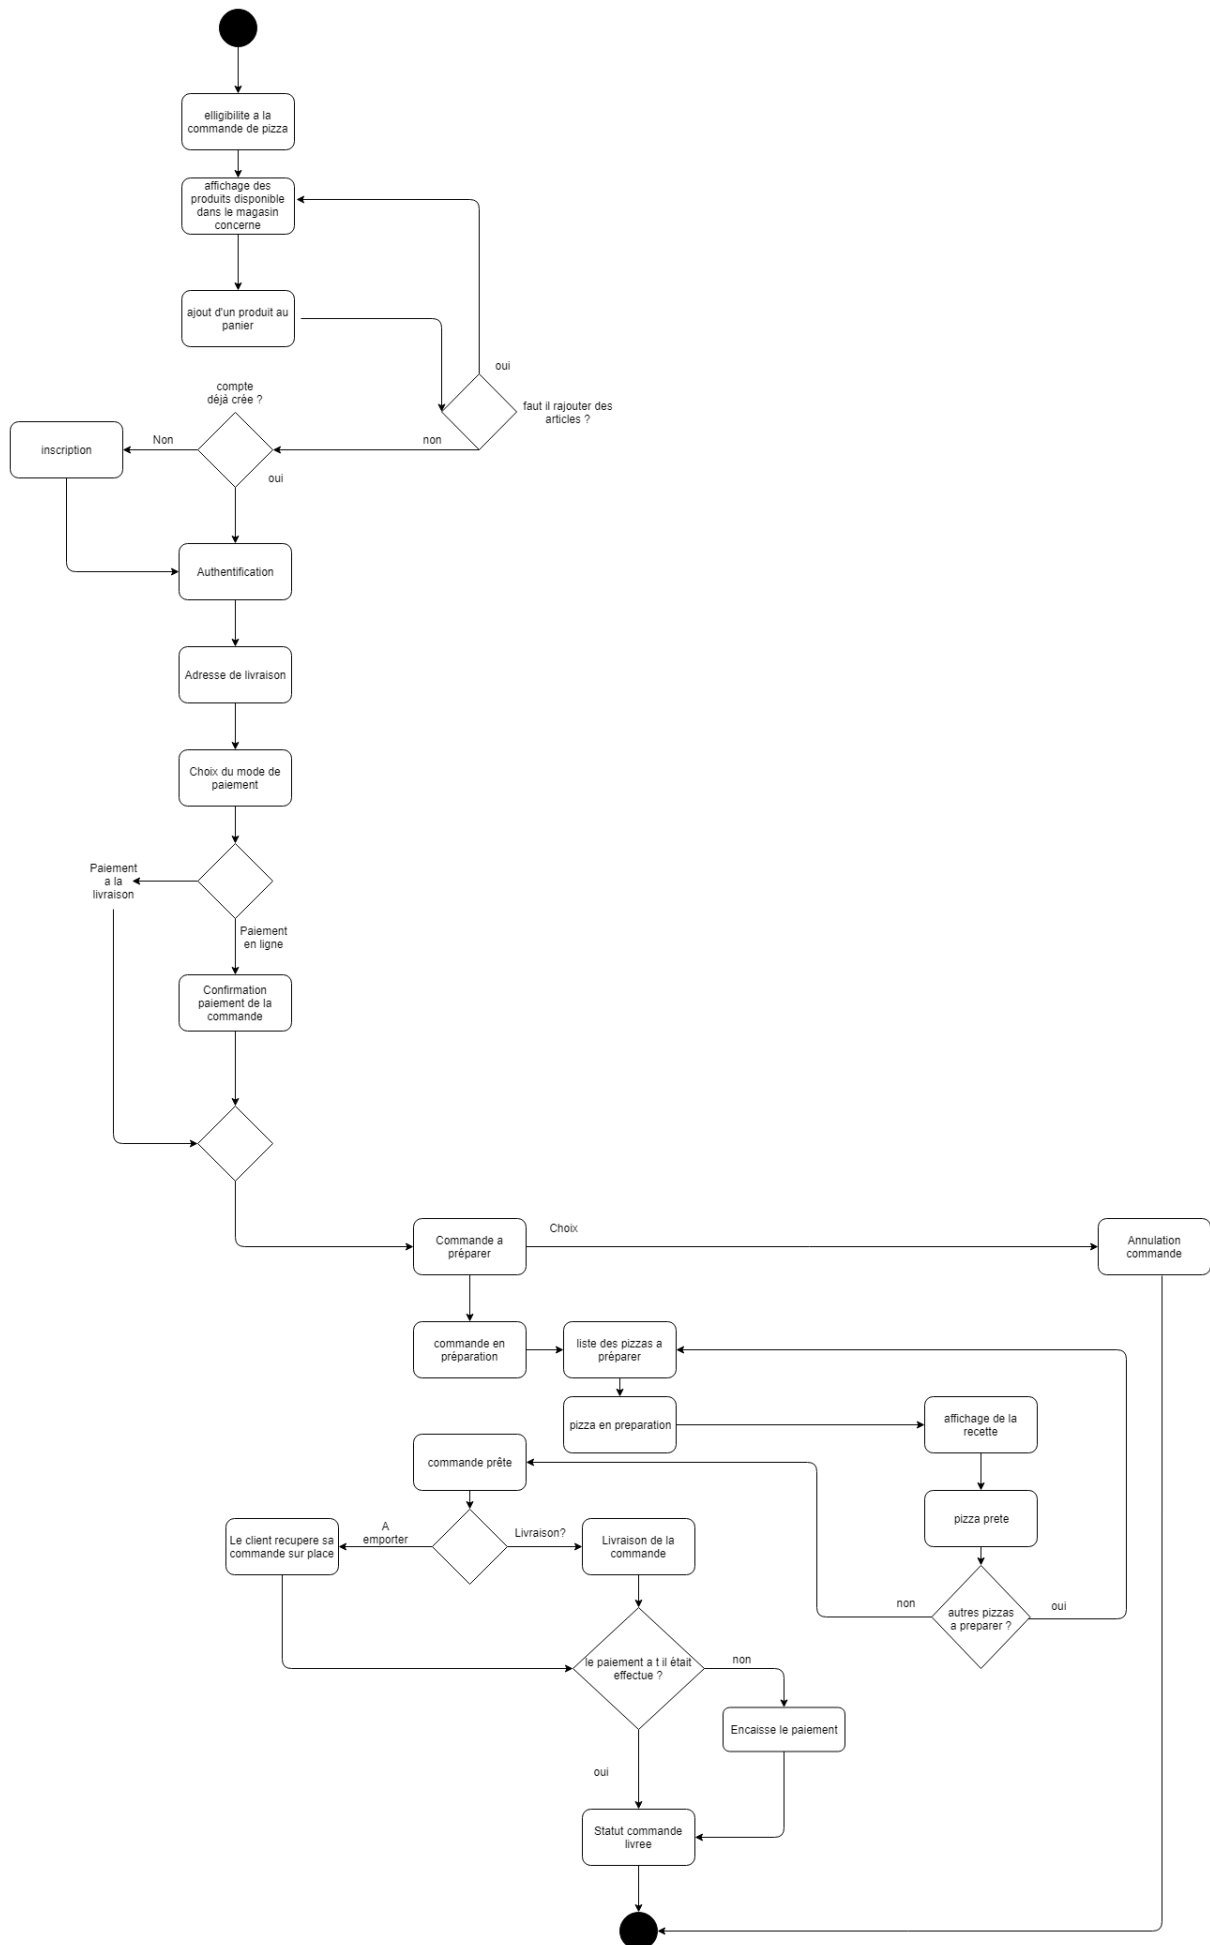 elligibilite a la
commande de pizza
affichage des
produits disponible
dans le magasin
concerne
ajout d'un produit au
panier
oui
faut il rajouter des
articles ?
compte
déjà crée ?
non
Non
inscription
oui
Authentification
Adresse de livraison
Choix du mode de
paiement
Paiement
a la
livraison
Paiement
en ligne
Confirmation
paiement de la
commande
Commande a
préparer
Choix
Annulation
commande
commande en
préparation
liste des pizzas a
préparer
pizza en preparation
affichage de la
recette
commande prête
pizza prete
A
emporter
Livraison?
Le client recupere sa
commande sur place
Livraison de la
commande
non
autres pizzas
a preparer ?
oui
le paiement a t il était
effectue ?
non
Encaisse le paiement
oui
Statut commande
livree